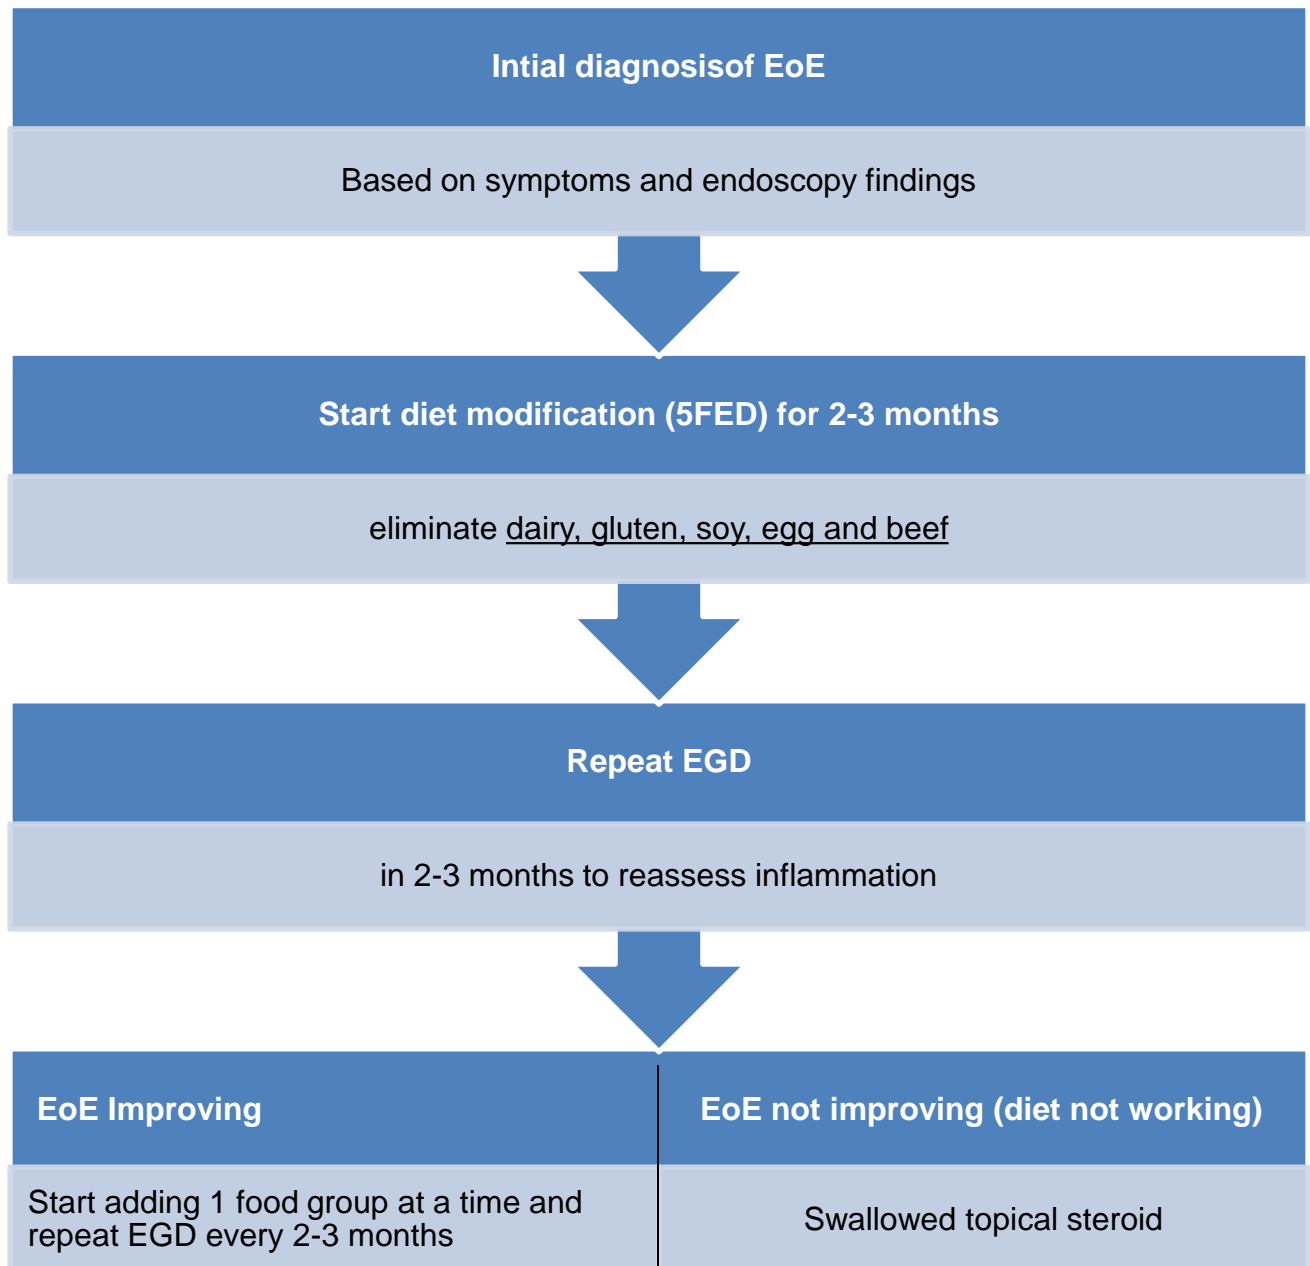 Intial diagnosisof EoE
Based on symptoms and endoscopy findings
Start diet modification (5FED) for 2-3 months
eliminate dairy, gluten, soy, egg and beef
Repeat EGD
in 2-3 months to reassess inflammation
EoE Improving
Start adding 1 food group at a time and
repeat EGD every 2-3 months
EoE not improving (diet not working)
Swallowed topical steroid